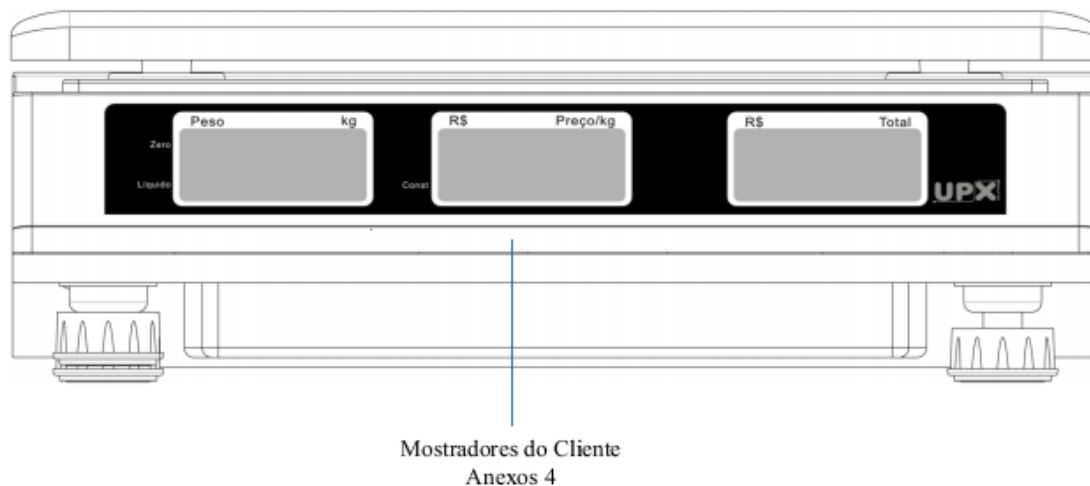 Peso kg R$ Preço/kg R$ Total
Zero
Líquido Const
UPX
Mostradores do Cliente
Anexos 4